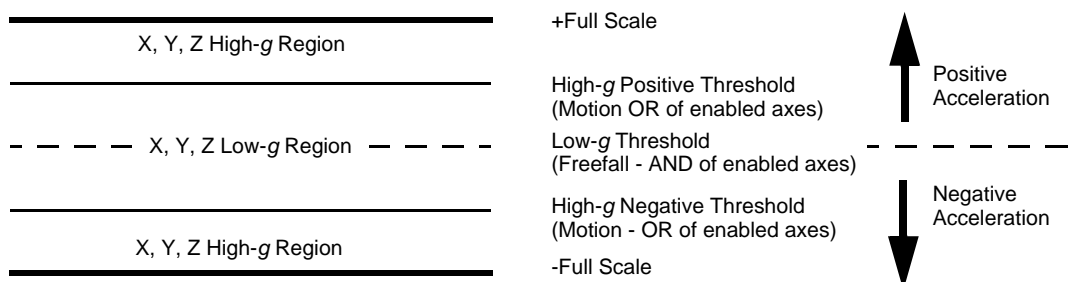 +Full Scale
X, Y, Z High-g Region
High-g Positive Threshold
(Motion OR of enabled axes)
Positive
Acceleration
X, Y, Z Low-g Region
Low-g Threshold
(Freefall - AND of enabled axes)
High-g Negative Threshold
(Motion - OR of enabled axes)
Negative
Acceleration
X, Y, Z High-g Region
-Full Scale